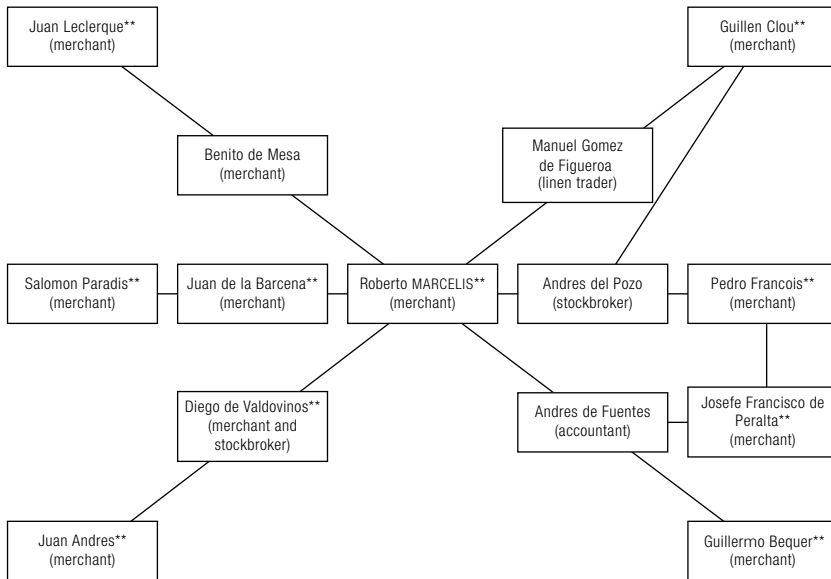 Juan Leclerque**
(merchant)
Guillen Clou**
(merchant)
Benito de Mesa
(merchant)
Manuel Gomez
de Figueroa
(linen trader)
Salomon Paradis**
(merchant)
Juan de la Barcena**
(merchant)
Roberto MARCELIS**
(merchant)
Andres del Pozo
(stockbroker)
Pedro Francois**
(merchant)
Diego de Valdovinos**
(merchant and
stockbroker)
Andres de Fuentes
(accountant)
Josefe Francisco de
Peralta**
(merchant)
Juan Andres**
(merchant)
Guillermo Bequer**
(merchant)